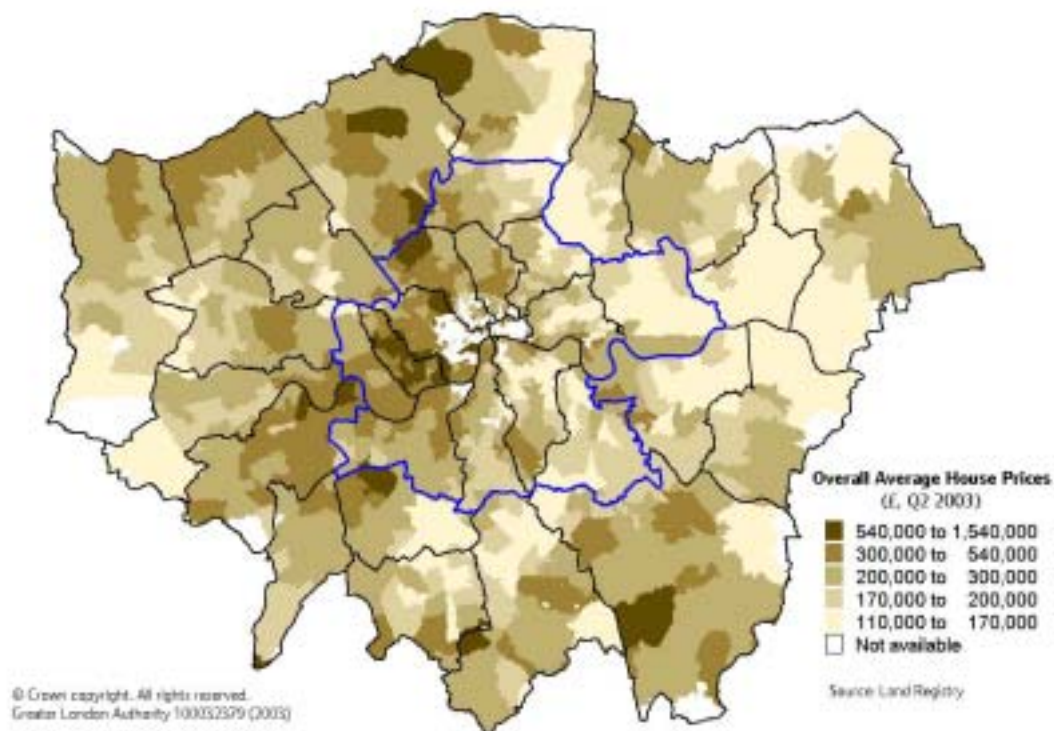 Overall Average House Prices
(£, Q2 2003)
540,000 to 1,540,000
300,000 to 540,000
200,000 to 300,000
170,000 to 200,000
110,000 to 170,000
Not available
Source: Land Registry
© Crown copyright. All rights reserved.
Greater London Authority 100032379 (2003)